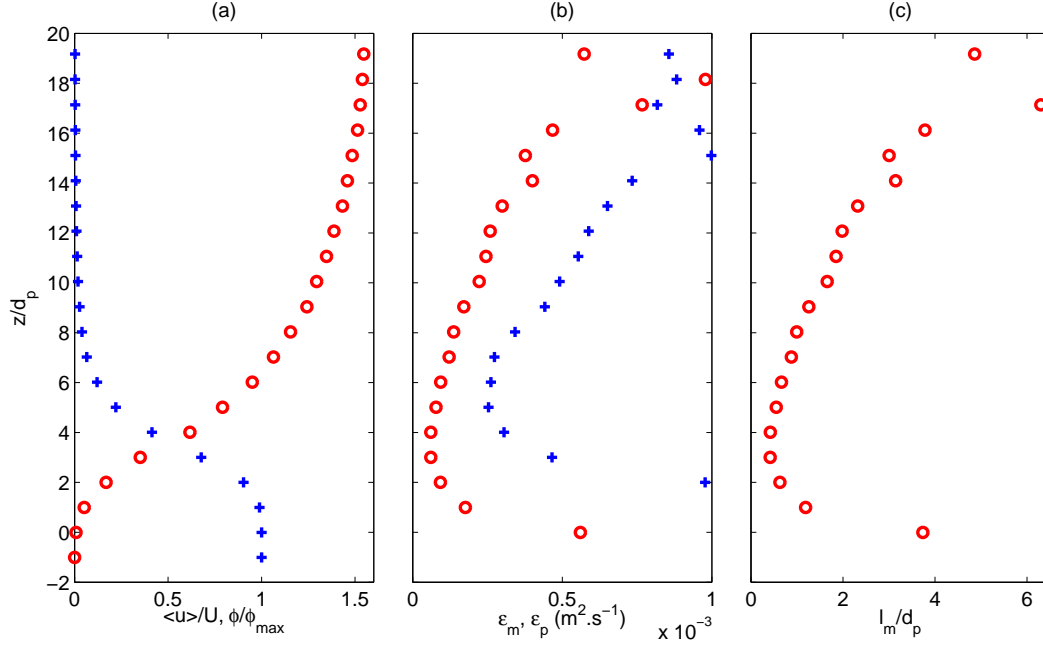 (a)
(b)
(c)
20
18
16
14
12
10
8
6
4
2
0
−2
z/d_p
0 0.5 1 1.5
<u>/U, ϕ/ϕ_max
0 0.5 1
ε_m, ε_p (m^2.s^−1)
x 10^−3
0 2 4 6
l_m/d_p